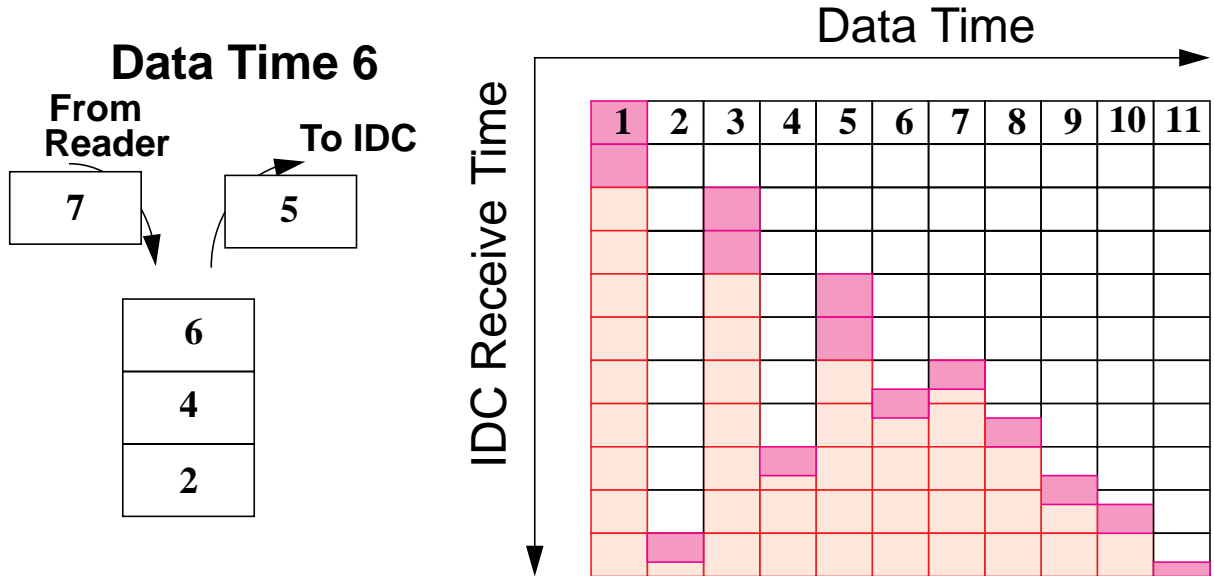 Data Time 6
From
Reader
To IDC
7
5
6
4
2
Data Time
IDC Receive Time
1 2 3 4 5 6 7 8 9 10 11